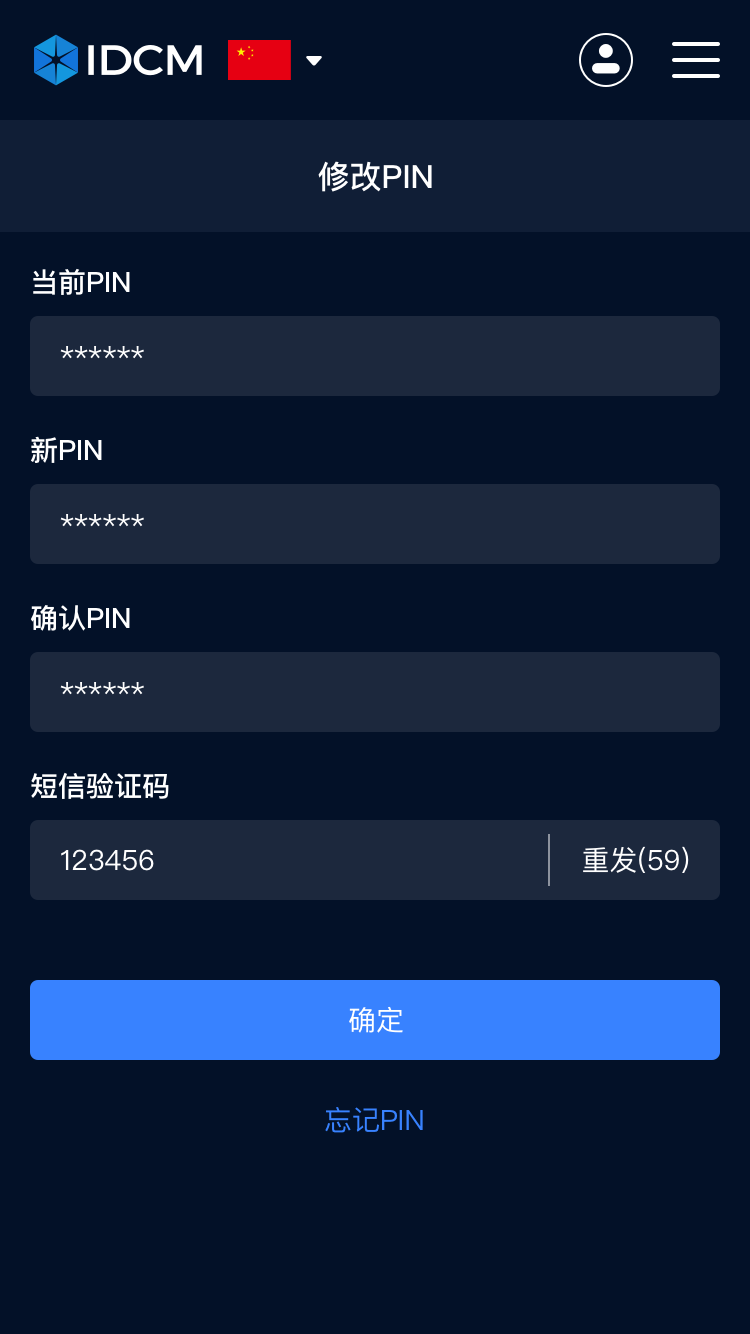 IDCM
修改PIN
当前PIN
******
新PIN
******
确认PIN
******
短信验证码
123456 重发(59)
确定
忘记PIN